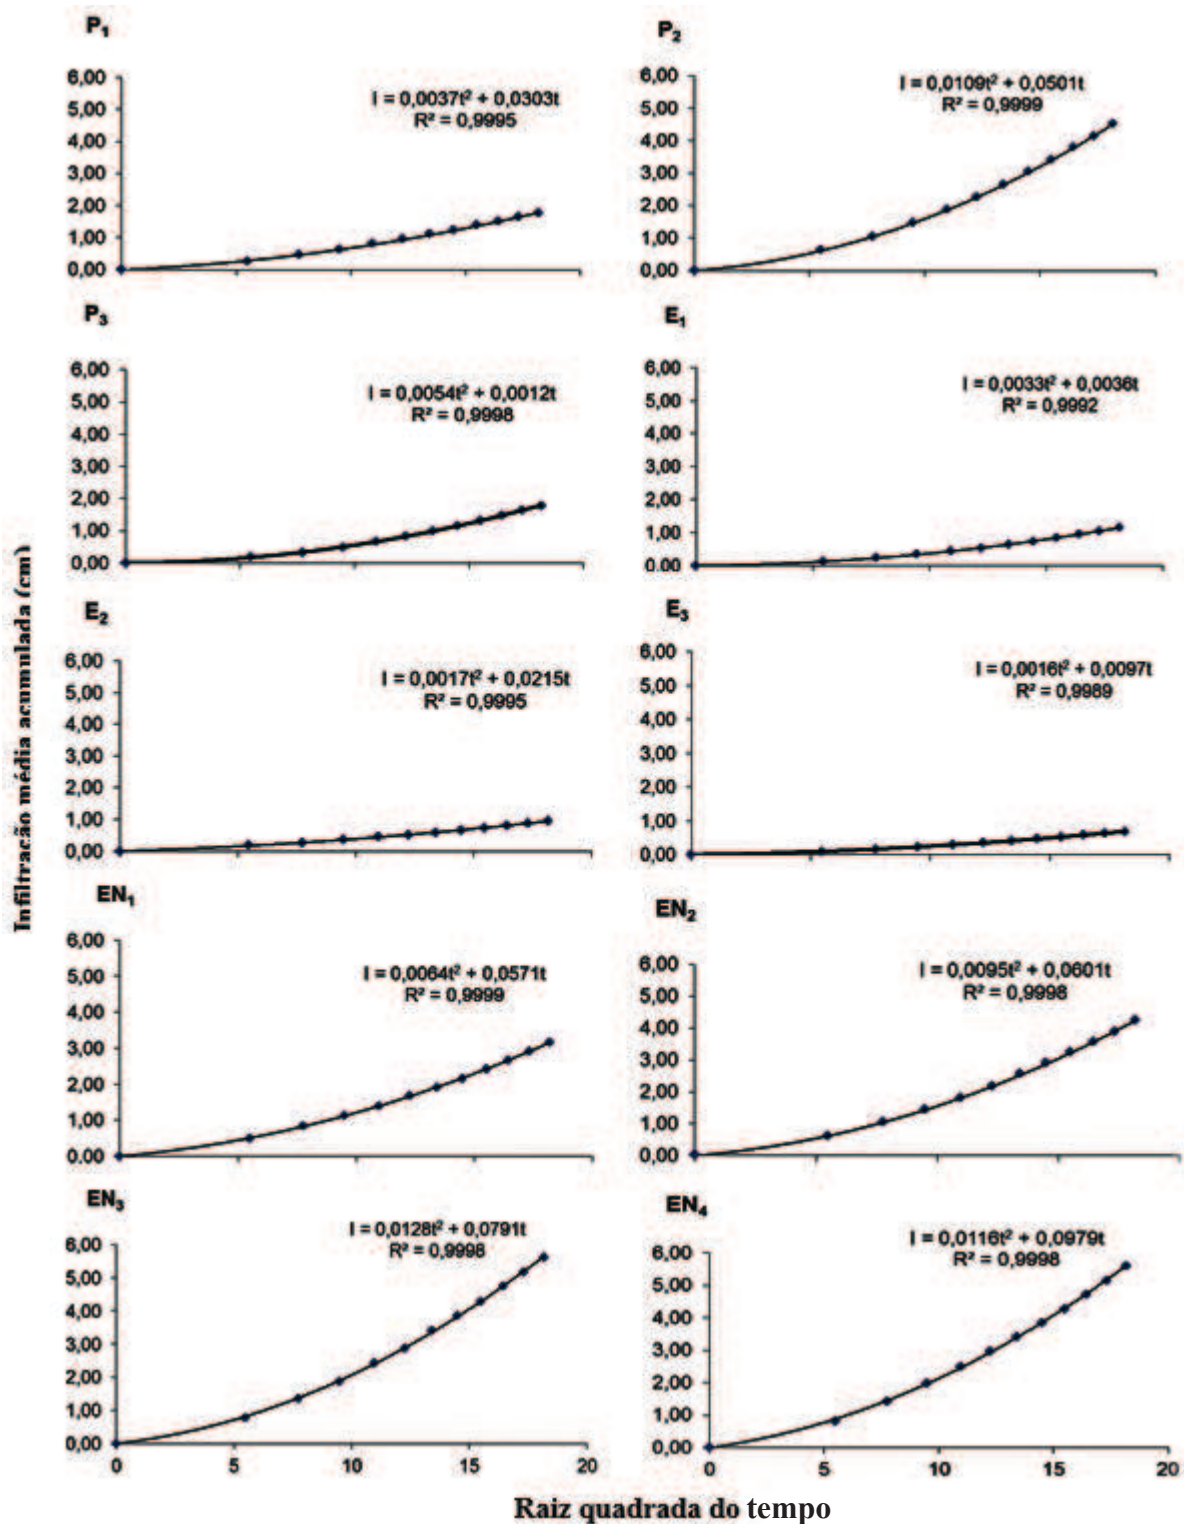 P₁
I = 0,0037t² + 0,0303t
R² = 0,9995
6,00
5,00
4,00
3,00
2,00
1,00
0,00
P₂
I = 0,0109t² + 0,0501t
R² = 0,9999
6,00
5,00
4,00
3,00
2,00
1,00
0,00
P₃
I = 0,0054t² + 0,0012t
R² = 0,9998
6,00
5,00
4,00
3,00
2,00
1,00
0,00
E₁
I = 0,0033t² + 0,0036t
R² = 0,9992
6,00
5,00
4,00
3,00
2,00
1,00
0.00
E₂
I = 0,0017t² + 0,0215t
R² = 0,9995
6,00
5,00
4,00
3,00
2,00
1,00
0,00
E₃
I = 0,0016t² + 0,0097t
R² = 0,9989
6,00
5,00
4,00
3,00
2,00
1,00
0,00
EN₁
I = 0,0064t² + 0,0571t
R² = 0,9999
6,00
5,00
4,00
3,00
2,00
1,00
0,00
EN₂
I = 0,0095t² + 0,0601t
R² = 0,9998
6,00
5,00
4,00
3,00
2,00
1,00
0,00
EN₃
I = 0,0128t² + 0,0791t
R² = 0,9998
6,00
5,00
4,00
3,00
2,00
1,00
0,00
0 5 10 15 20
EN₄
I = 0,0116t² + 0,0979t
R² = 0,9998
6,00
5,00
4,00
3,00
2,00
1,00
0,00
0 5 10 15 20
Infiltração média acumulada (cm)
Raiz quadrada do tempo